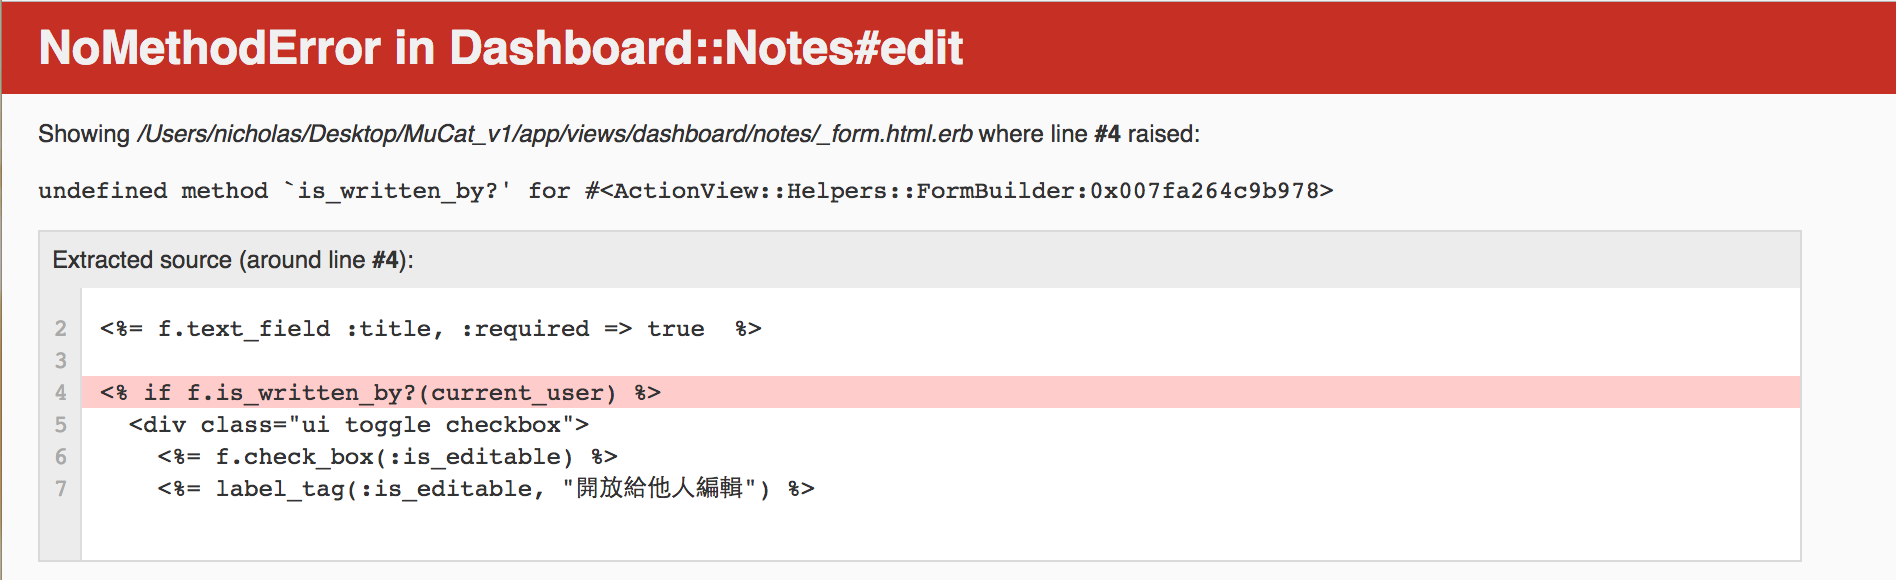 NoMethodError in Dashboard::Notes#edit
Showing /Users/nicholas/Desktop/MuCat_v1/app/views/dashboard/notes/_form.html.erb where line #4 raised:
undefined method `is_written_by?' for #<ActionView::Helpers::FormBuilder:0x007fa264c9b978>
Extracted source (around line #4):
2 <%= f.text_field :title, :required => true  %>
3
4 <% if f.is_written_by?(current_user) %>
5   <div class="ui toggle checkbox">
6     <%= f.check_box(:is_editable) %>
7     <%= label_tag(:is_editable, "開放給他人編輯") %>